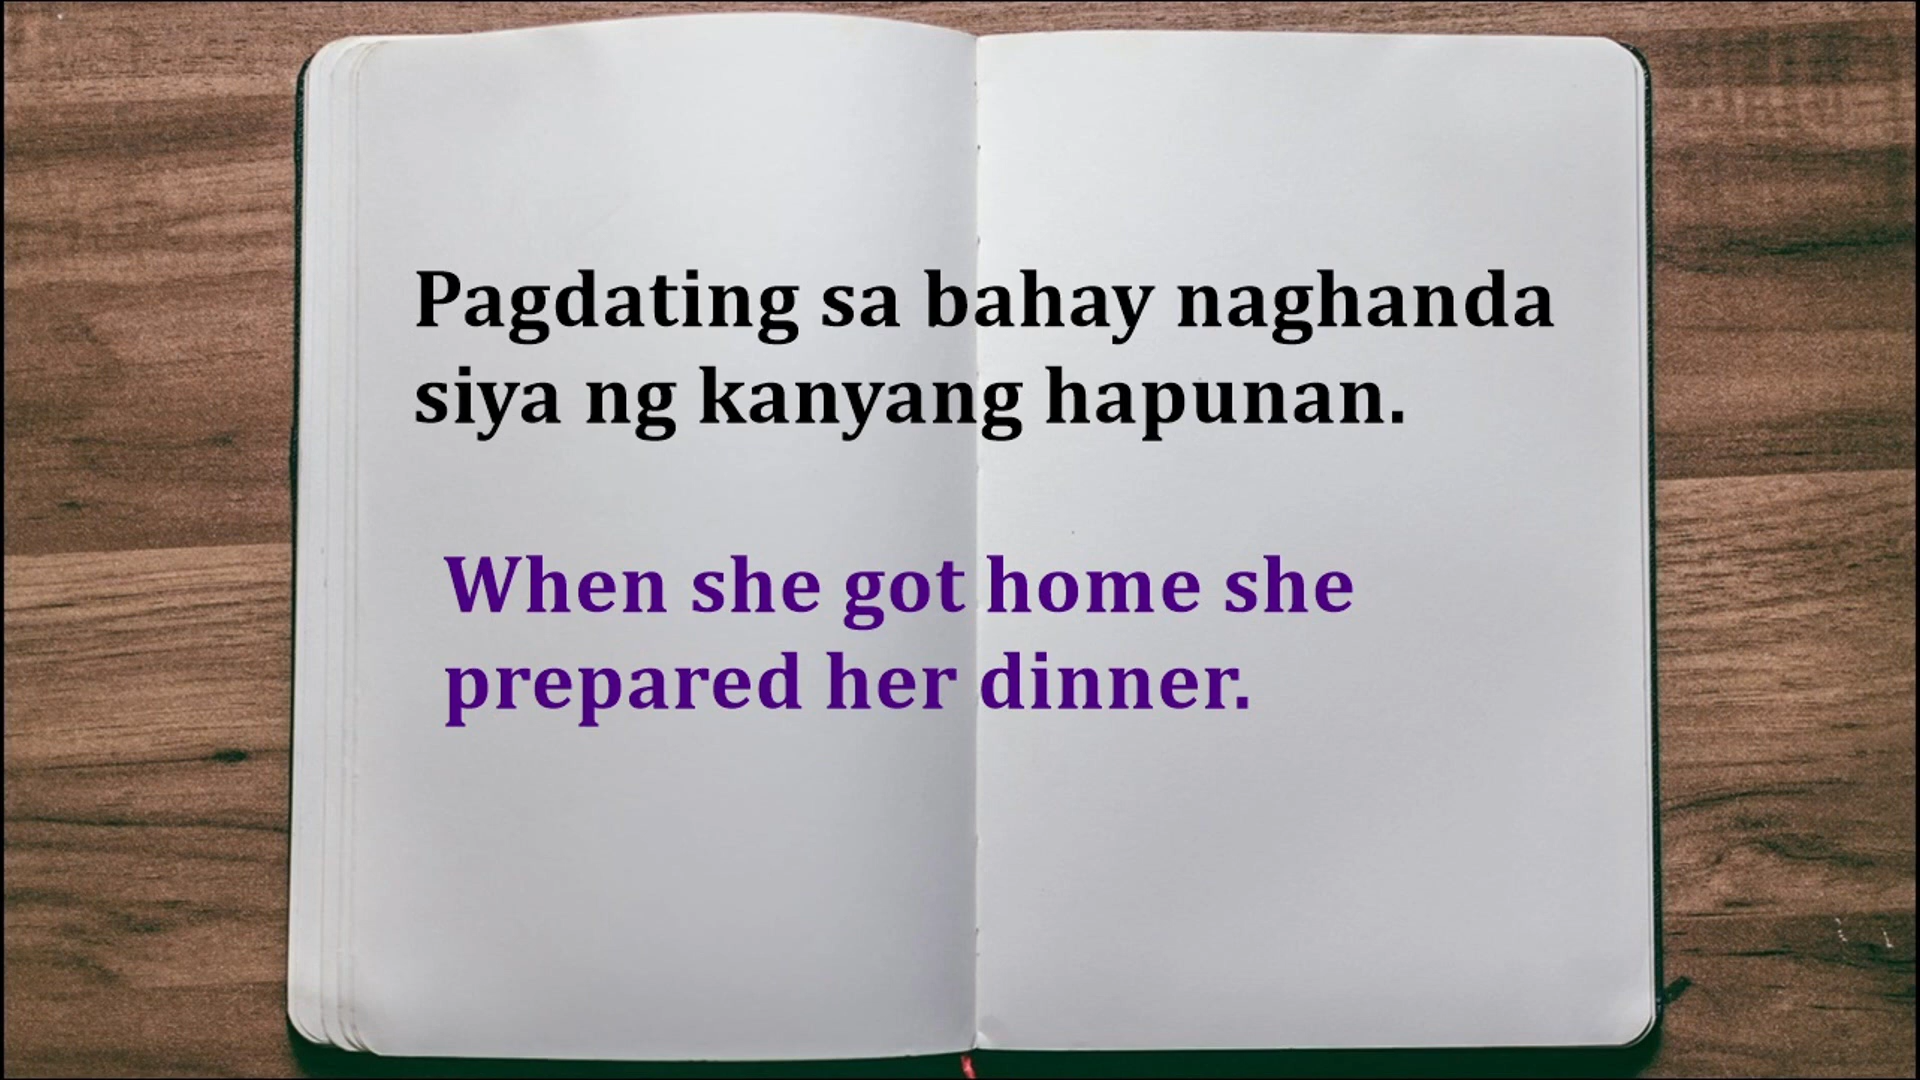 Pagdating sa bahay naghanda
siya ng kanyang hapunan.
When she got home she
prepared her dinner.